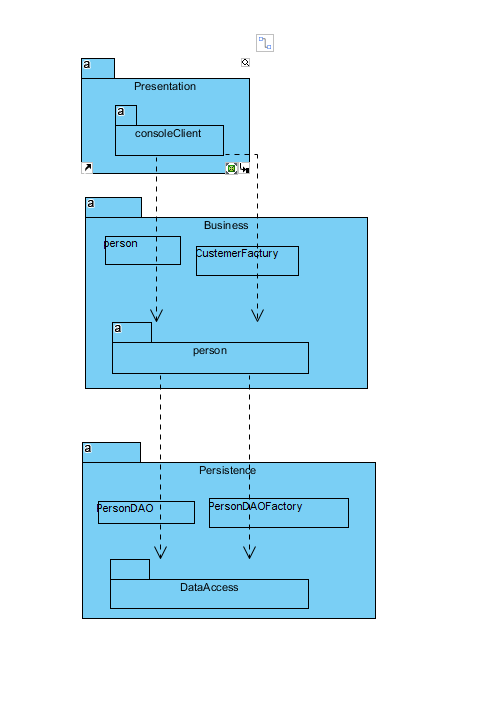 a
Presentation
a
consoleClient
a
Business
person
CustemerFactury
a
person
a
Persistence
PersonDAO
PersonDAOFactory
DataAccess